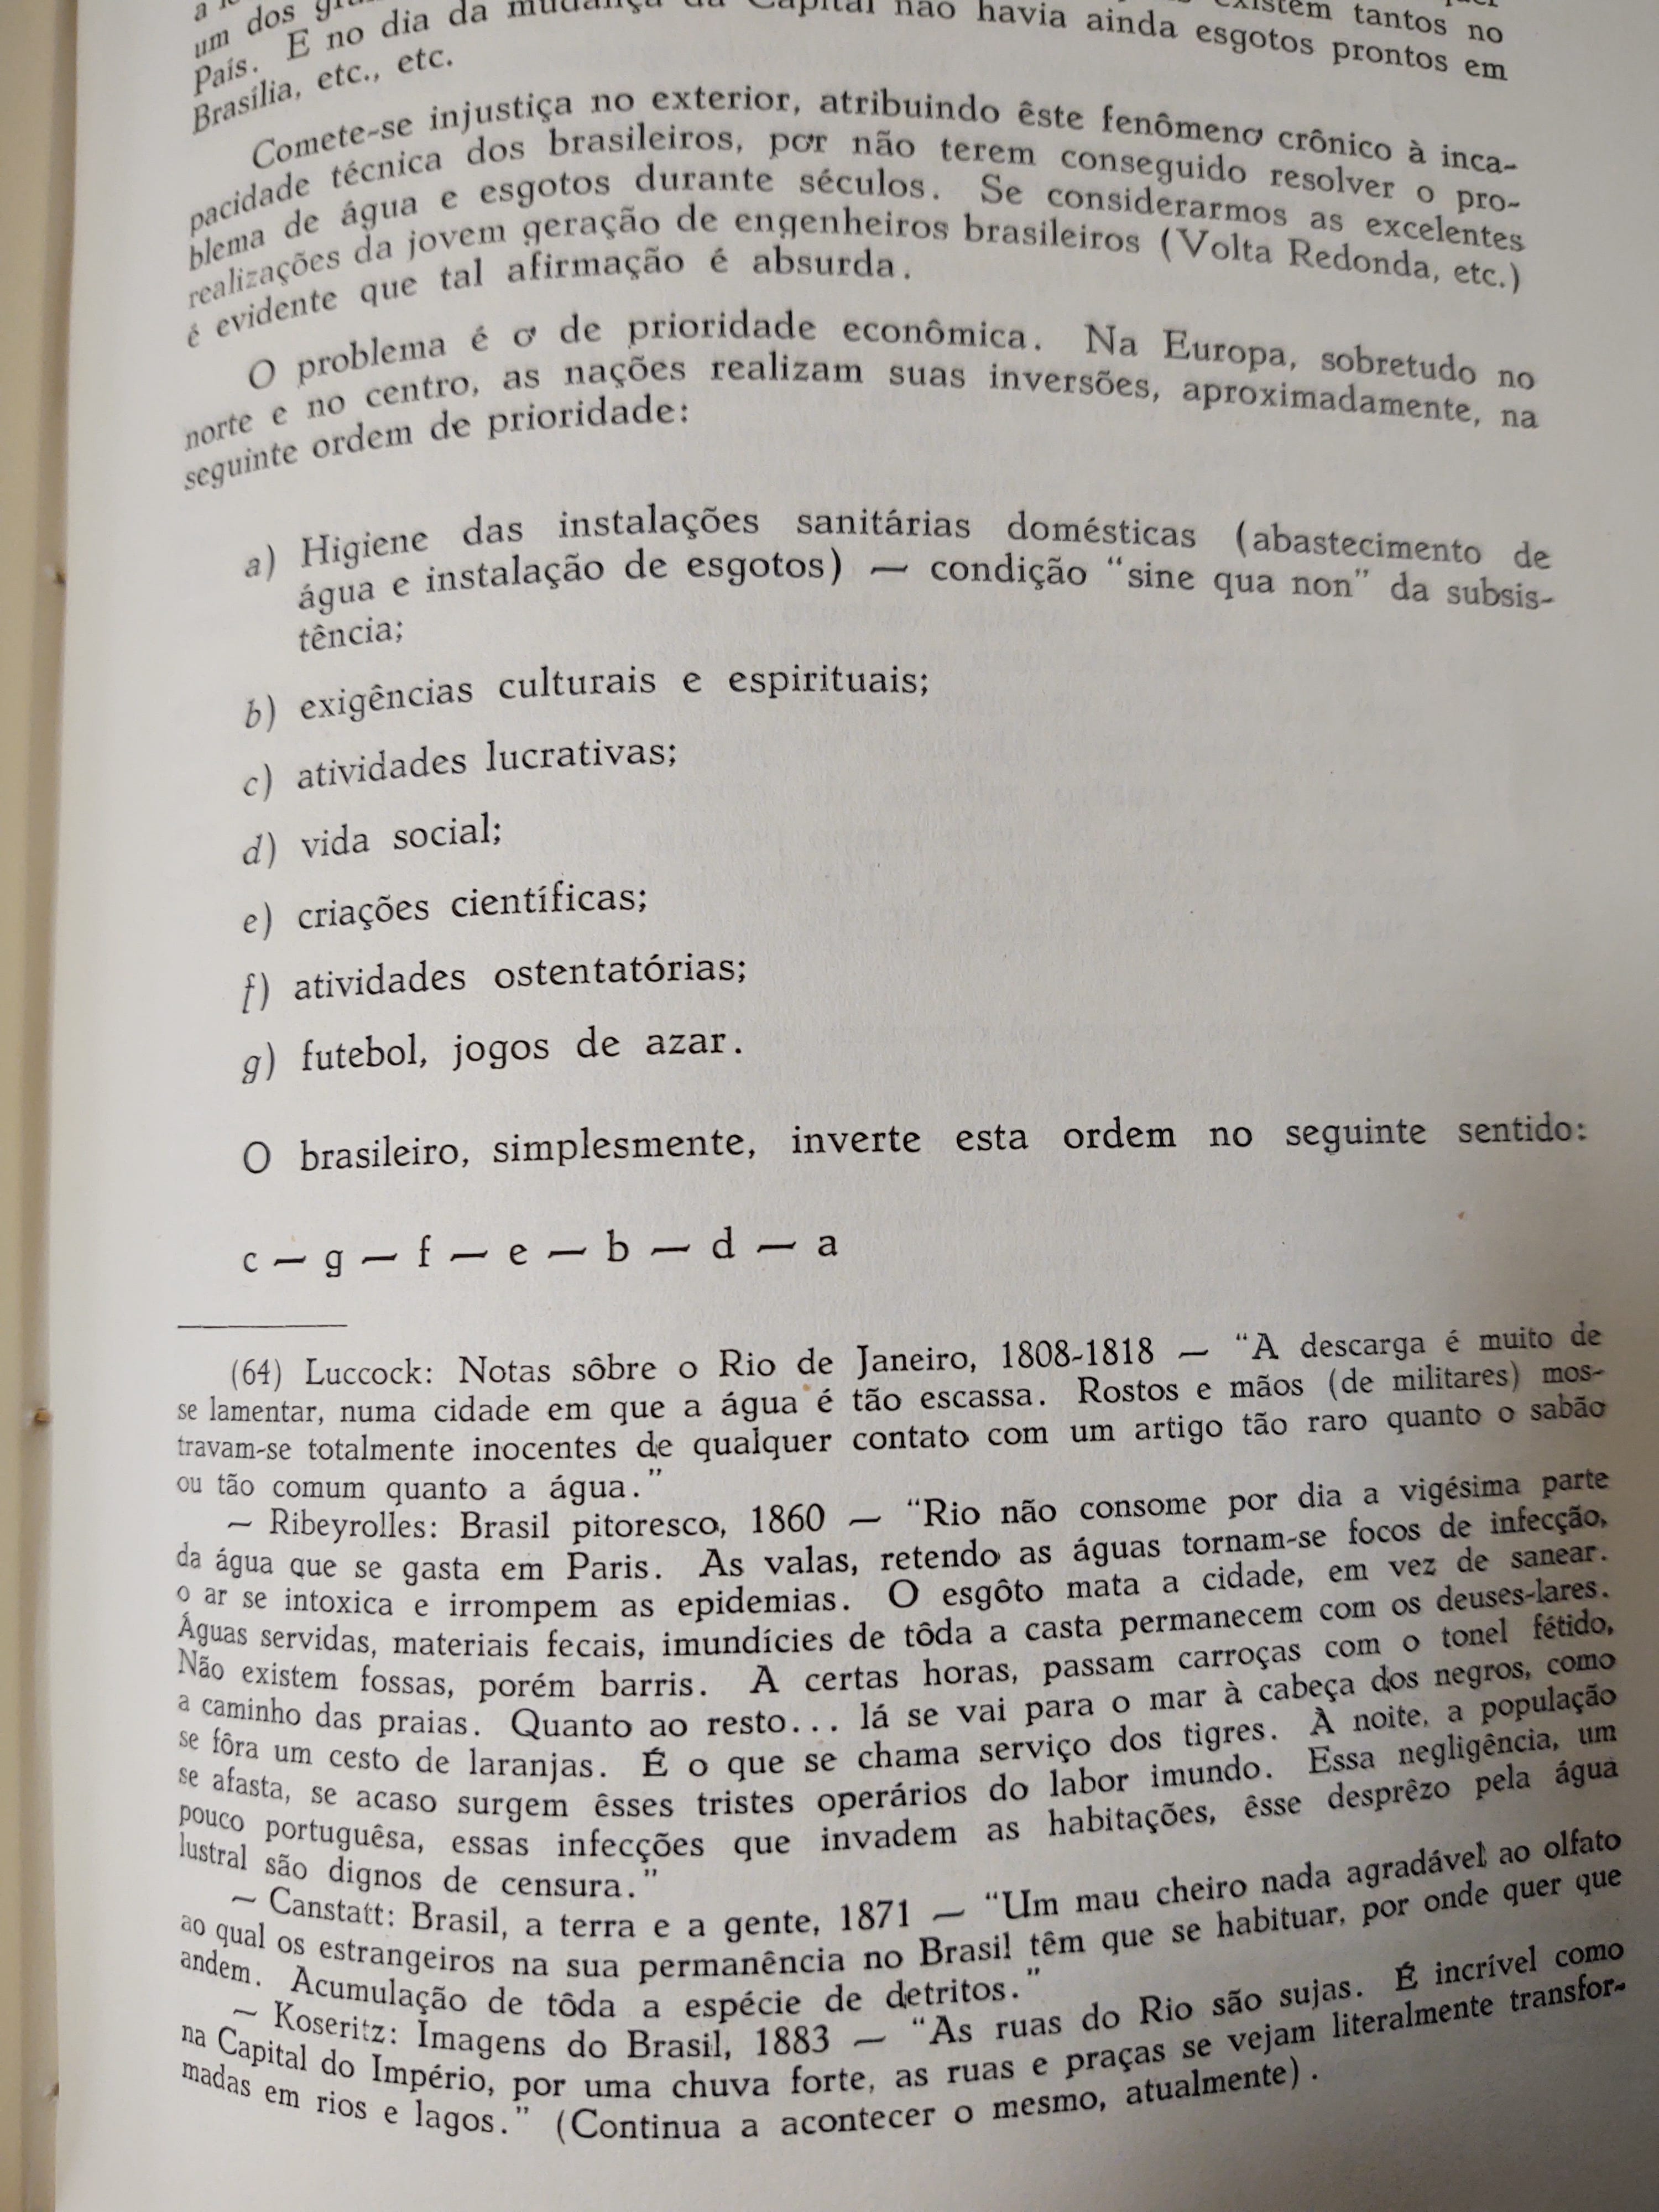 um dos
existem tantos no
País. E no dia da mudança da Capital não havia ainda esgotos prontos em
Brasília, etc., etc.
Comete-se injustiça no exterior, atribuindo êste fenômeno crônico à inca-
pacidade técnica dos brasileiros, por não terem conseguido resolver o pro-
blema de água e esgotos durante séculos. Se considerarmos as excelentes
realizações da jovem geração de engenheiros brasileiros (Volta Redonda, etc.)
é evidente que tal afirmação é absurda.
O problema é o de prioridade econômica. Na Europa, sobretudo no
norte e no centro, as nações realizam suas inversões, aproximadamente, na
seguinte ordem de prioridade:
a) Higiene das instalações sanitárias domésticas (abastecimento de
água e instalação de esgotos) — condição "sine qua non" da subsis-
tência;
b) exigências culturais e espirituais;
c) atividades lucrativas;
d) vida social;
e) criações científicas;
f) atividades ostentatórias;
g) futebol, jogos de azar.
O brasileiro, simplesmente, inverte esta ordem no seguinte sentido:
c — g — f — e — b — d — a
(64) Luccock: Notas sôbre o Rio de Janeiro, 1808-1818 — "A descarga é muito de
se lamentar, numa cidade em que a água é tão escassa. Rostos e mãos (de militares) mos-
travam-se totalmente inocentes de qualquer contato com um artigo tão raro quanto o sabão
ou tão comum quanto a água."
— Ribeyrolles: Brasil pitoresco, 1860 — "Rio não consome por dia a vigésima parte
da água que se gasta em Paris. As valas, retendo as águas tornam-se focos de infecção,
o ar se intoxica e irrompem as epidemias. O esgôto mata a cidade, em vez de sanear.
Águas servidas, materiais fecais, imundícies de tôda a casta permanecem com os deuses-lares.
Não existem fossas, porém barris. A certas horas, passam carroças com o tonel fétido,
a caminho das praias. Quanto ao resto... lá se vai para o mar à cabeça dos negros, como
se fôra um cesto de laranjas. É o que se chama serviço dos tigres. À noite, a população
se afasta, se acaso surgem êsses tristes operários do labor imundo. Essa negligência, um
pouco portuguêsa, essas infecções que invadem as habitações, êsse desprêzo pela água
lustral são dignos de censura."
— Canstatt: Brasil, a terra e a gente, 1871 — "Um mau cheiro nada agradável ao olfato
ao qual os estrangeiros na sua permanência no Brasil têm que se habituar, por onde quer que
andem. Acumulação de tôda a espécie de detritos."
— Koseritz: Imagens do Brasil, 1883 — "As ruas do Rio são sujas. É incrível como
na Capital do Império, por uma chuva forte, as ruas e praças se vejam literalmente transfor-
madas em rios e lagos." (Continua a acontecer o mesmo, atualmente).